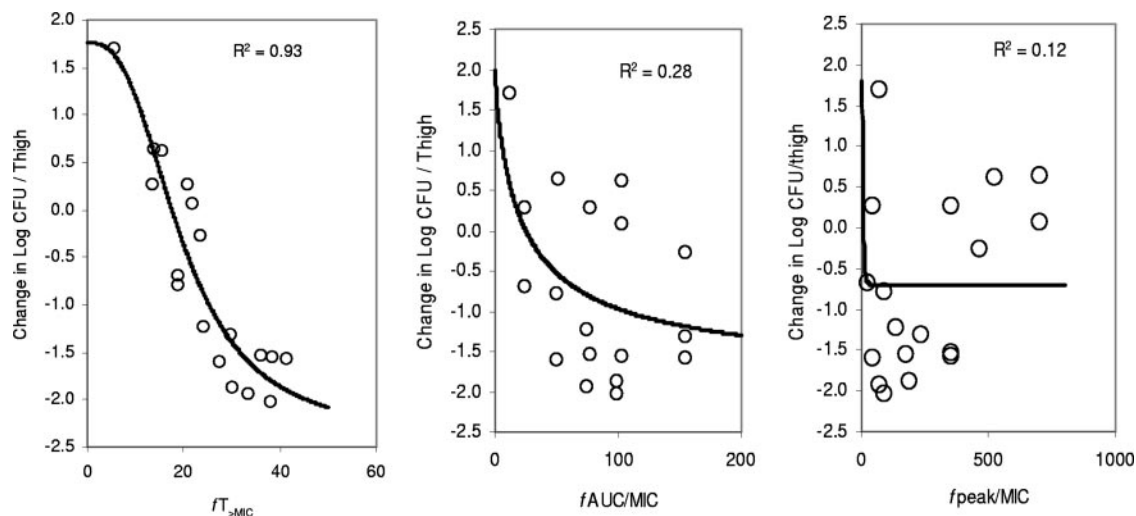 Change in Log CFU / Thigh
2.0
1.5
1.0
0.5
0.0
-0.5
-1.0
-1.5
-2.0
-2.5
R² = 0.93
0 20 40 60
fT>MIC
Change in Log CFU / Thigh
2.5
2.0
1.5
1.0
0.5
0.0
-0.5
-1.0
-1.5
-2.0
-2.5
R² = 0.28
0 100 200
fAUC/MIC
Change in Log CFU/thigh
2.5
2.0
1.5
1.0
0.5
0.0
-0.5
-1.0
-1.5
-2.0
-2.5
R² = 0.12
0 500 1000
fpeak/MIC